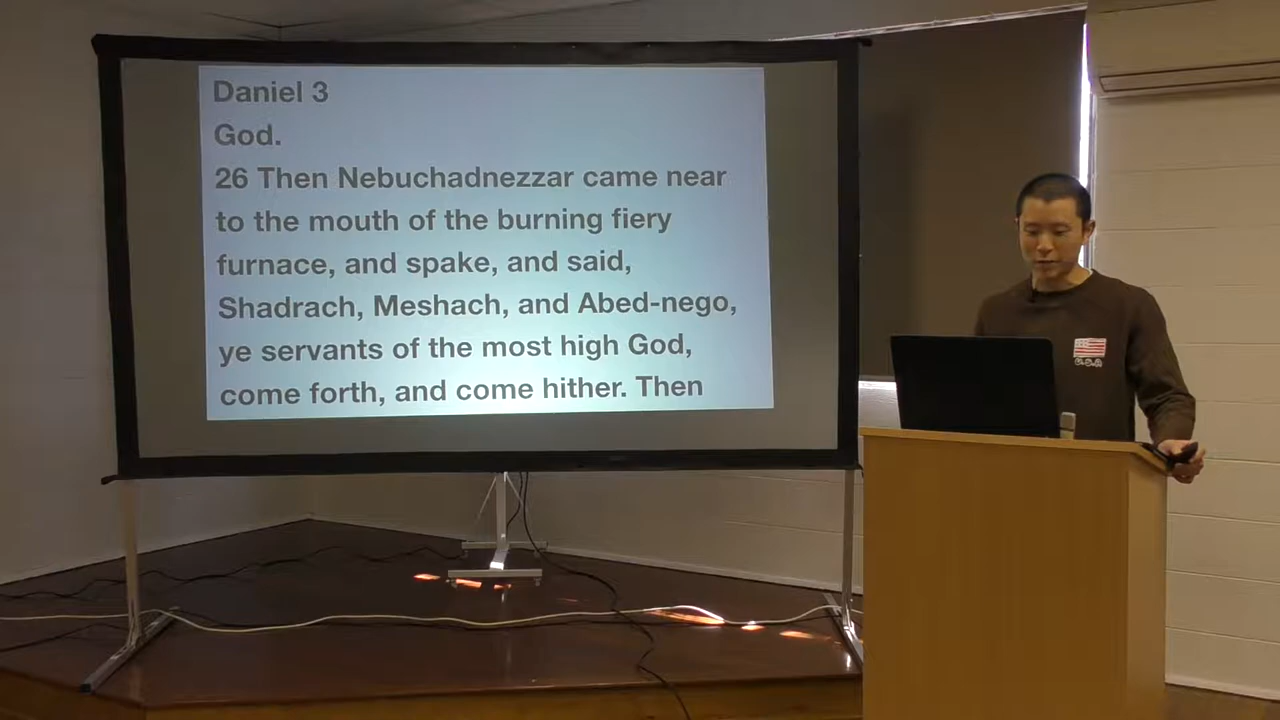 Daniel 3
God.
26 Then Nebuchadnezzar came near
to the mouth of the burning fiery
furnace, and spake, and said,
Shadrach, Meshach, and Abed-nego,
ye servants of the most high God,
come forth, and come hither. Then
U.S.A